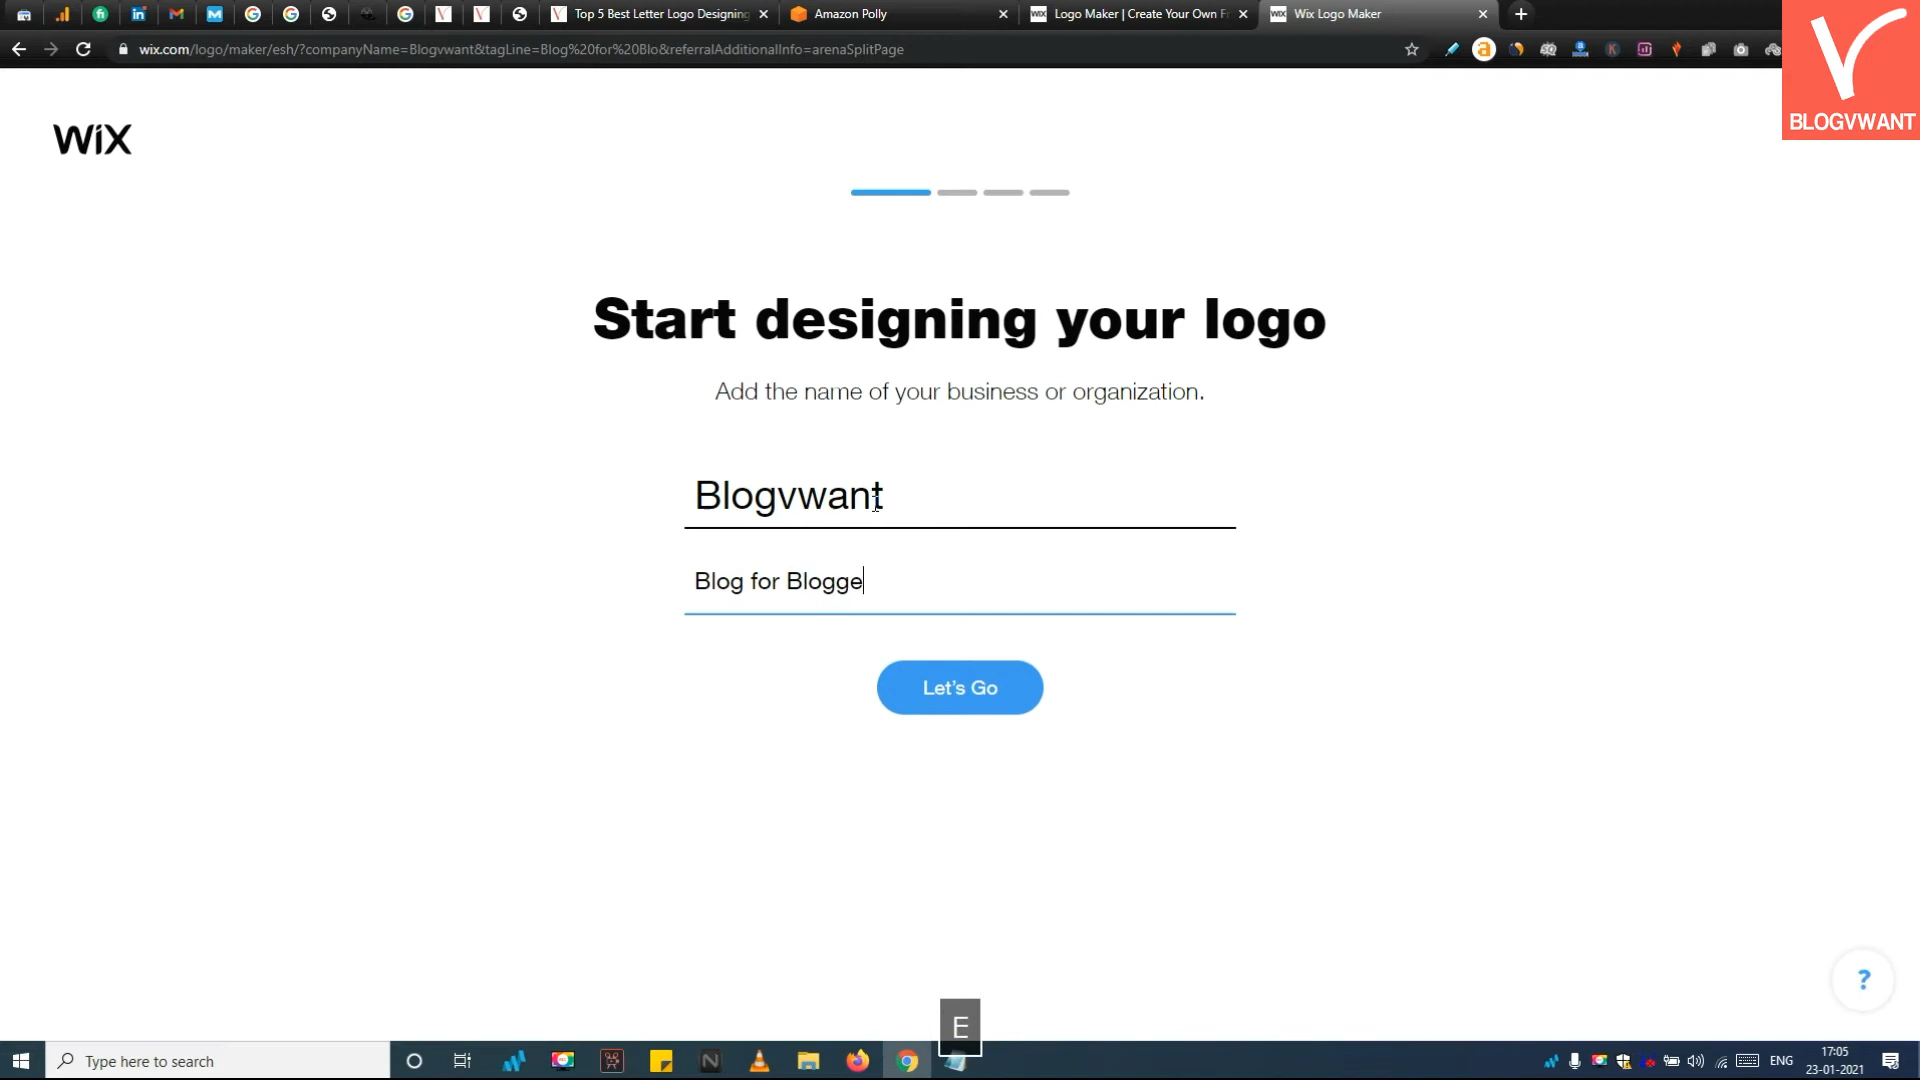 Top 5 Best Letter Logo Designing
Amazon Polly
WiX
Logo Maker | Create Your Own F
WiX
Wix Logo Maker
wix.com/logo/maker/esh/?companyName=Blogvwant&tagLine=Blog%20for%20Blo&referralAdditionalInfo=arenaSplitPage
BLOGVWANT
WiX
Start designing your logo
Add the name of your business or organization.
Blogvwant
Blog for Blogge
Let's Go
?
E
Type here to search
ENG
17:05
23-01-2021